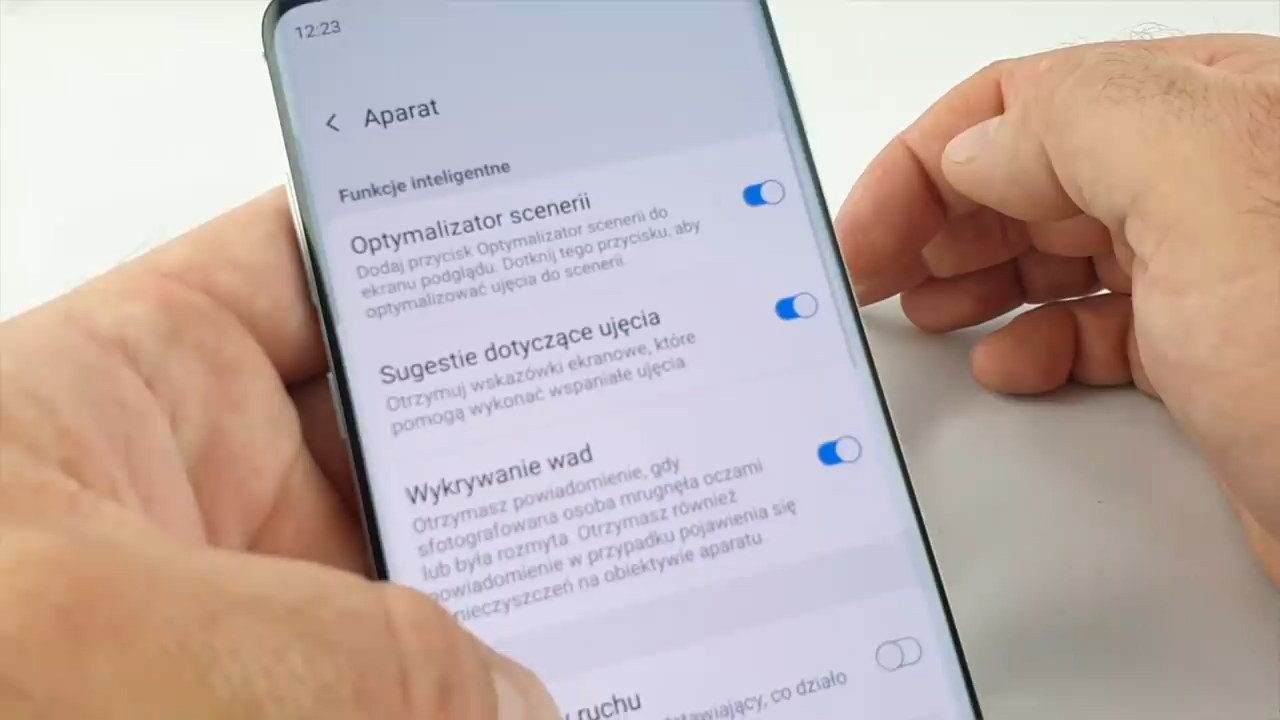 12:23
Aparat
Funkcje inteligentne
Optymalizator scenerii
Dodaj przycisk Optymalizator scenerii do
ekranu podglądu. Dotknij tego przycisku, aby
optymalizować ujęcia do scenerii.
Sugestie dotyczące ujęcia
Otrzymuj wskazówki ekranowe, które
pomogą wykonać wspaniałe ujęcia.
Wykrywanie wad
Otrzymasz powiadomienie, gdy
sfotografowana osoba mrugnęła oczami
lub była rozmyta. Otrzymasz również
powiadomienie w przypadku pojawienia się
nieczyszczeń na obiektywie aparatu.
ruchu
co działo